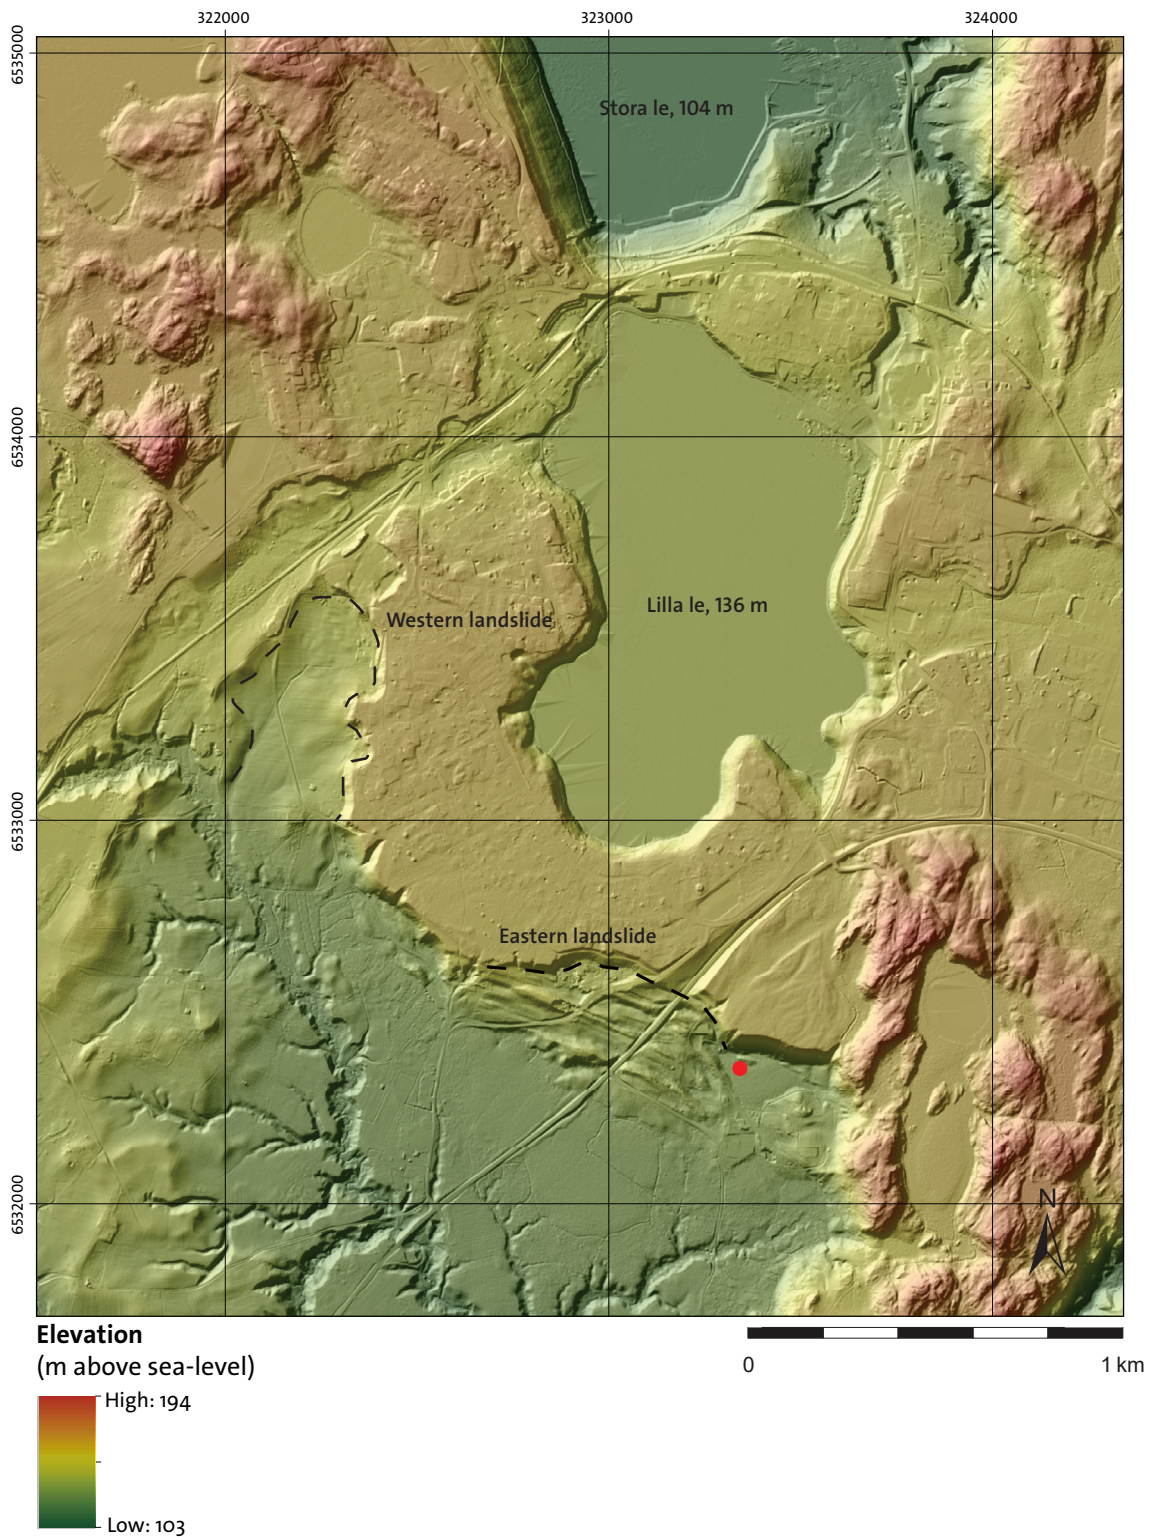 322000
323000
324000
6535000
Stora le, 104 m
6534000
Lilla le, 136 m
Western landslide
6533000
Eastern landslide
6532000
N
Elevation
(m above sea-level)
0
1 km
High: 194
Low: 103